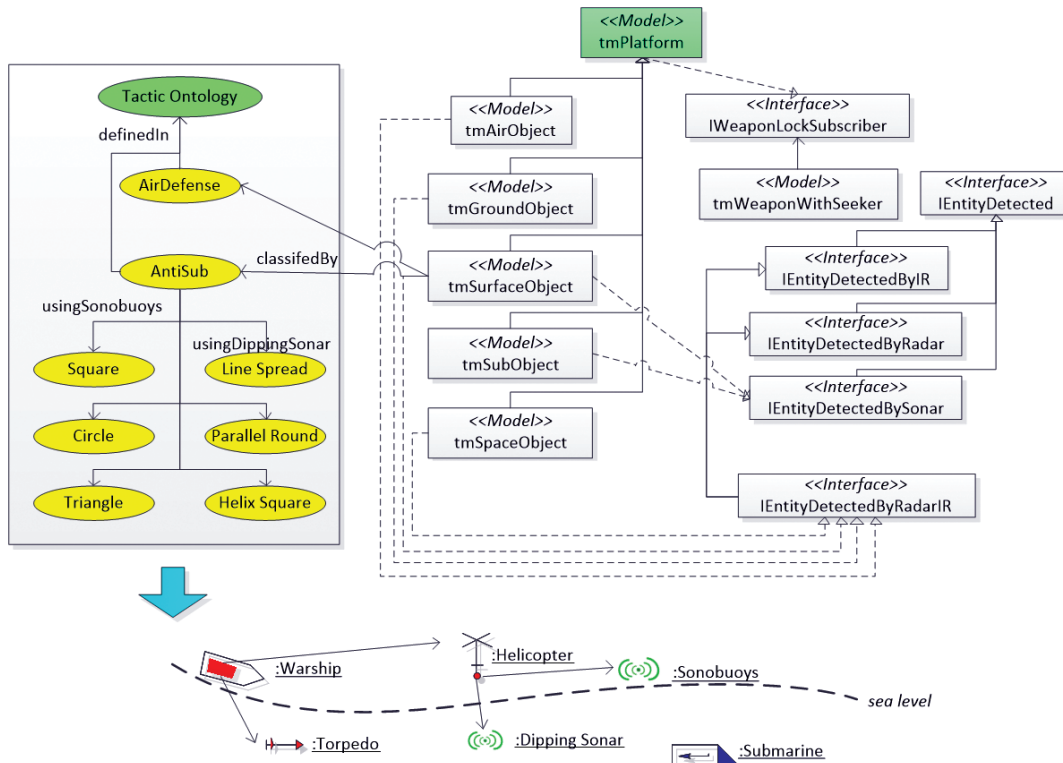 <<Model>>
tmPlatform
Tactic Ontology
definedIn
AirDefense
AntiSub
classifedBy
usingSonobuoys
usingDippingSonar
Square
Line Spread
Circle
Parallel Round
Triangle
Helix Square
<<Model>>
tmAirObject
<<Model>>
tmGroundObject
<<Model>>
tmSurfaceObject
<<Model>>
tmSubObject
<<Model>>
tmSpaceObject
<<Interface>>
IWeaponLockSubscriber
<<Model>>
tmWeaponWithSeeker
<<Interface>>
IEntityDetected
<<Interface>>
IEntityDetectedByIR
<<Interface>>
IEntityDetectedByRadar
<<Interface>>
IEntityDetectedBySonar
<<Interface>>
IEntityDetectedByRadarIR
:Warship
:Helicopter
:Sonobuoys
sea level
:Torpedo
:Dipping Sonar
:Submarine